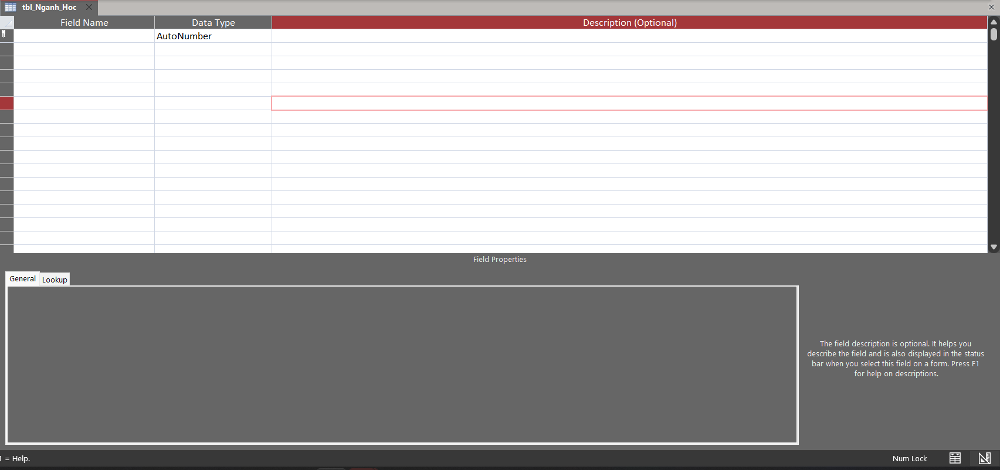 tbl_Nganh_Hoc
Field Name Data Type Description (Optional)
AutoNumber
Field Properties
General Lookup
The field description is optional. It helps you
describe the field and is also displayed in the status
bar when you select this field on a form. Press F1
for help on descriptions.
= Help.
Num Lock